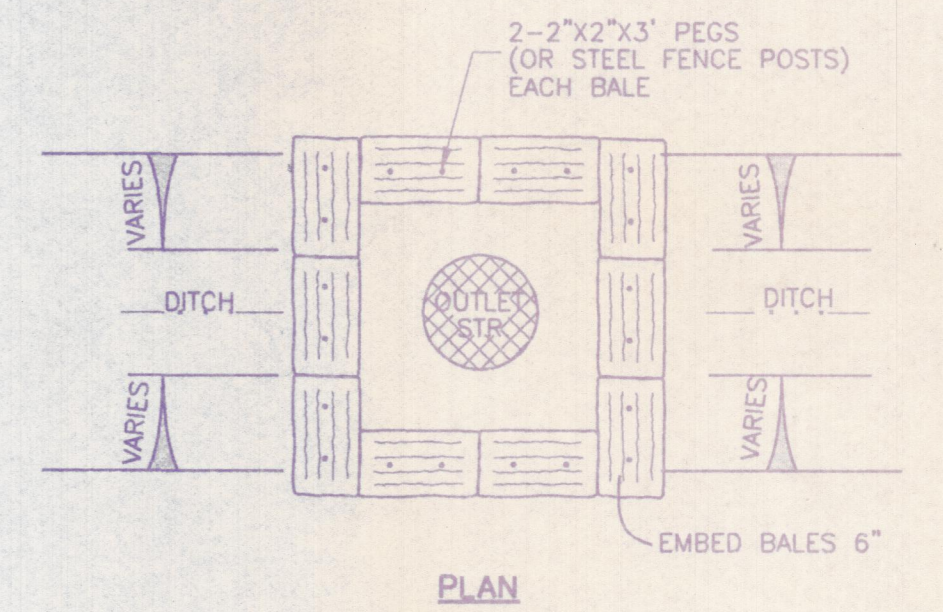 2-2"X2"X3' PEGS
(OR STEEL FENCE POSTS)
EACH BALE
VARIES
VARIES
DITCH
OUTLET
STR.
DITCH
VARIES
VARIES
EMBED BALES 6"
PLAN